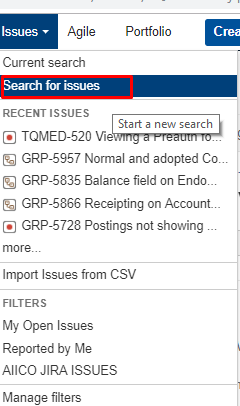 Issues Agile Portfolio Crea
Current search
Search for issues
RECENT ISSUES
Start a new search
TQMED-520 Viewing a Preauth fo...
GRP-5957 Normal and adopted Co...
GRP-5835 Balance field on Endo...
GRP-5866 Receipting on Account...
GRP-5728 Postings not showing ...
more...
Import Issues from CSV
FILTERS
My Open Issues
Reported by Me
AIICO JIRA ISSUES
Manage filters